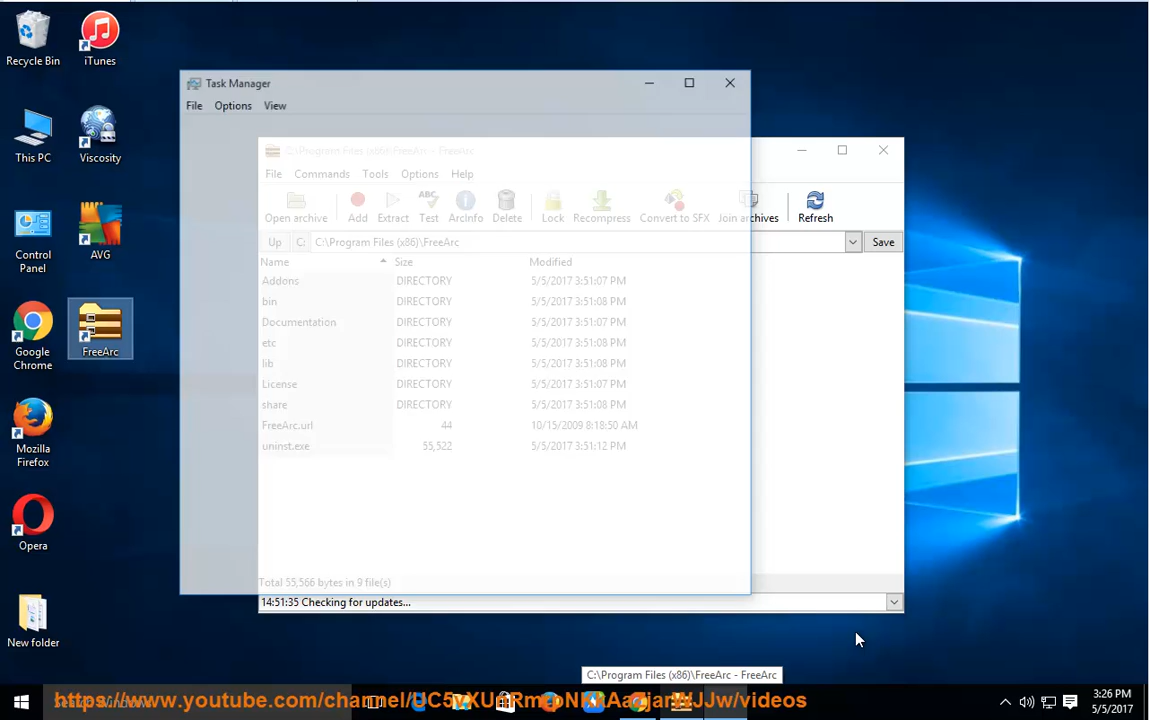 Recycle Bin
iTunes
This PC
Viscosity
Control
Panel
AVG
Google
Chrome
FreeArc
Mozilla
Firefox
Opera
New folder
Task Manager
File Options View
C:\Program Files (x86)\FreeArc - FreeArc
File Commands Tools Options Help
ABC
Open archive Add Extract Test ArcInfo Delete Lock Recompress Convert to SFX Join archives Refresh
Up C: C:\Program Files (x86)\FreeArc Save
Name Size Modified
Addons DIRECTORY 5/5/2017 3:51:07 PM
bin DIRECTORY 5/5/2017 3:51:08 PM
Documentation DIRECTORY 5/5/2017 3:51:07 PM
etc DIRECTORY 5/5/2017 3:51:08 PM
lib DIRECTORY 5/5/2017 3:51:08 PM
License DIRECTORY 5/5/2017 3:51:07 PM
share DIRECTORY 5/5/2017 3:51:08 PM
FreeArc.url 44 10/15/2009 8:18:50 AM
uninst.exe 55,522 5/5/2017 3:51:12 PM
Total 55,566 bytes in 9 file(s)
14:51:35 Checking for updates...
C:\Program Files (x86)\FreeArc - FreeArc
3:26 PM
5/5/2017